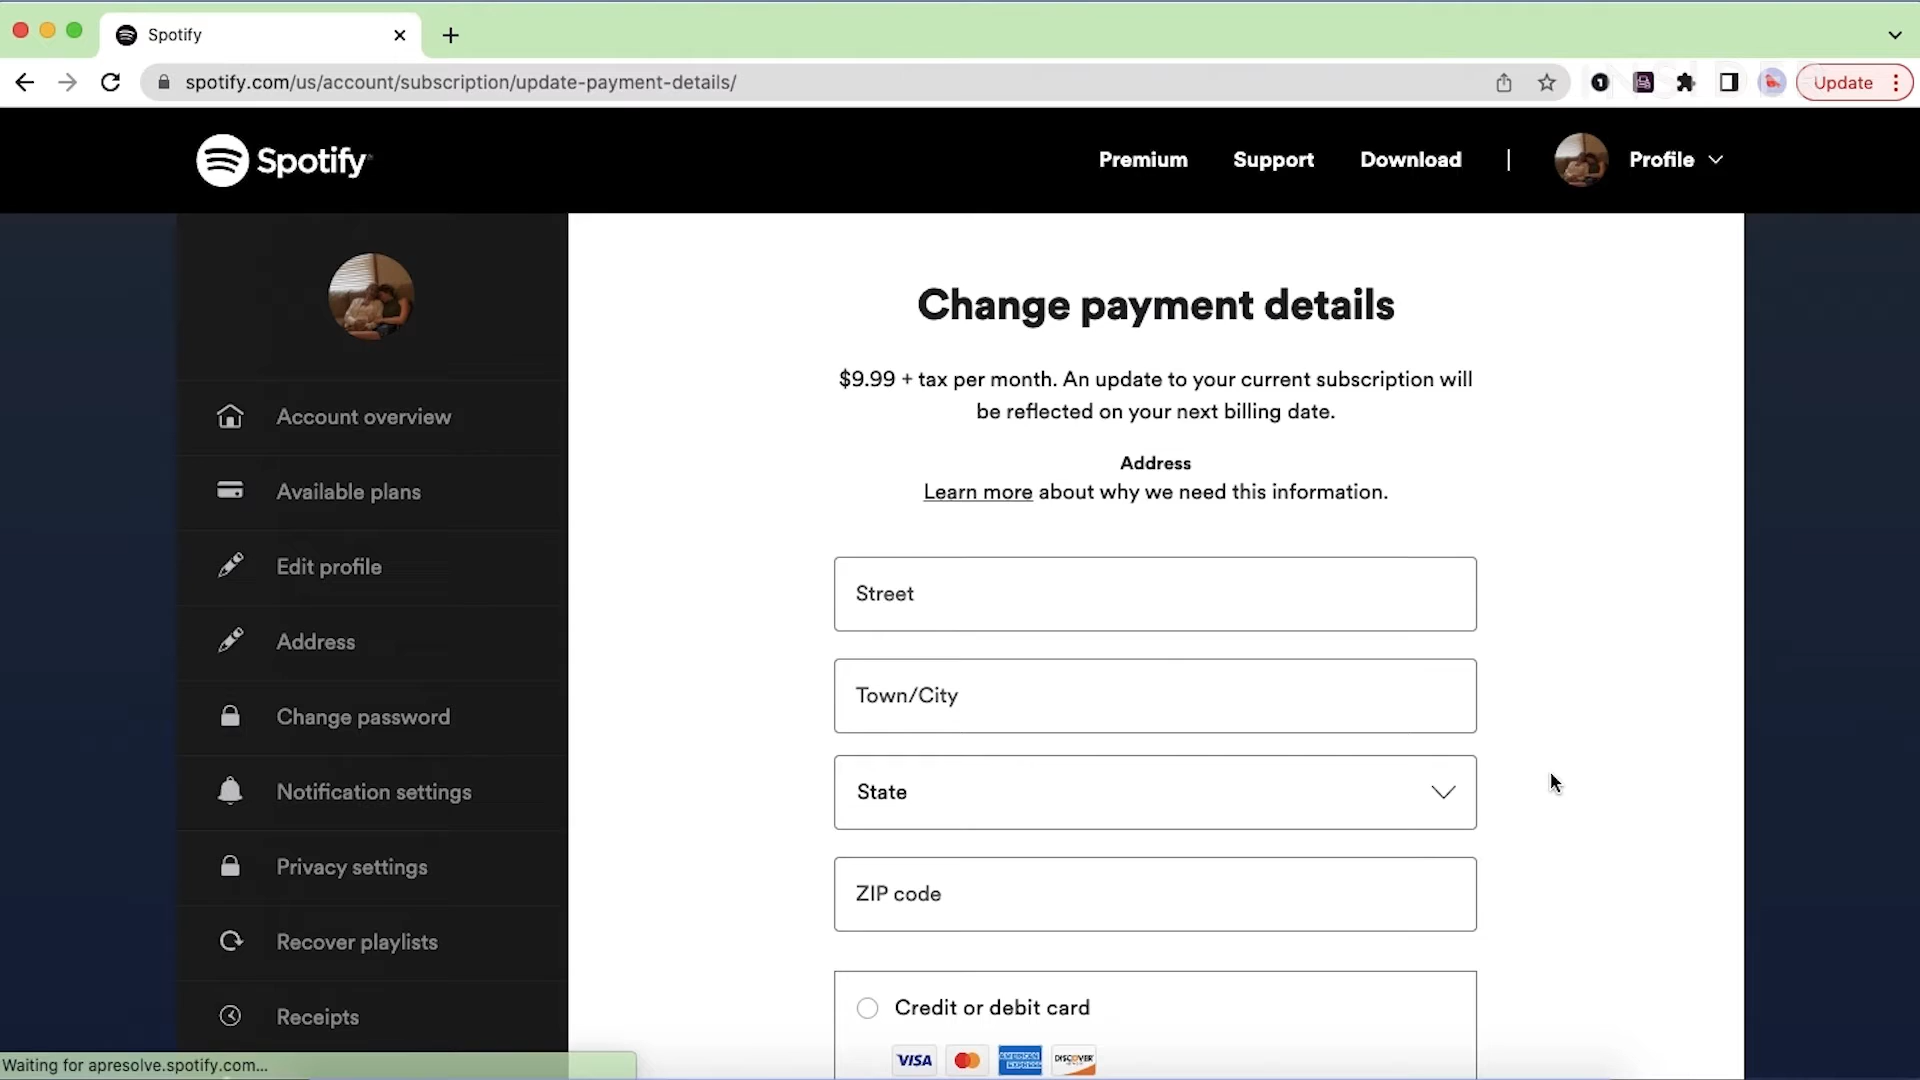 Spotify
spotify.com/us/account/subscription/update-payment-details/
Update
Spotify
Premium
Support
Download
Profile
Change payment details
$9.99 + tax per month. An update to your current subscription will
be reflected on your next billing date.
Address
Learn more about why we need this information.
Account overview
Available plans
Edit profile
Address
Change password
Notification settings
Privacy settings
Recover playlists
Receipts
Street
Town/City
State
ZIP code
Credit or debit card
VISA
AMERICAN EXPRESS
DISCOVER
Waiting for apresolve.spotify.com...